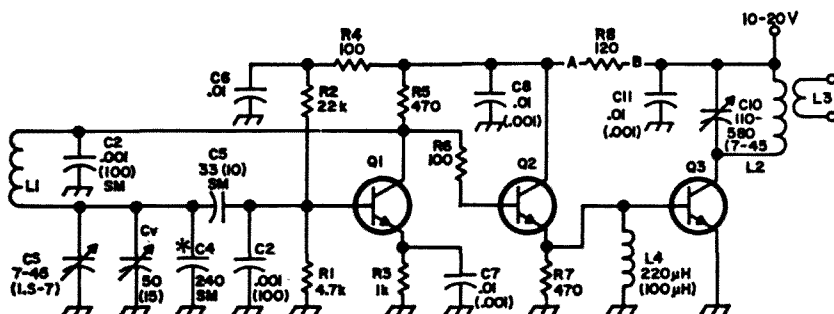 10-20V
R4
100
R8
120
A
B
C6
.01
R2
22k
R5
470
C8
.01
(.001)
C11
.01
(.001)
C10
110-
580
(7-45
L3
L2
L1
C2
.001
(100)
SM
C5
33 (10)
SM
Q1
R6
100
Q2
Q3
CS
7-45
(1.5-7)
Cv
50
(15)
*C4
240
SM
C2
.001
(100)
R1
4.7k
R3
1k
C7
.01
(.001)
R7
470
L4
220µH
(100µH)